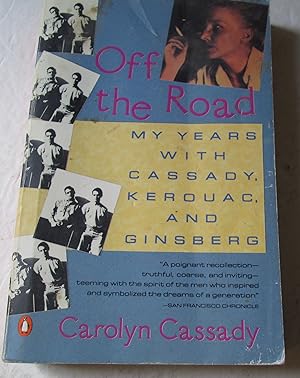 Off
the Road
MY YEARS
WITH
CASSADY,
KEROUAC,
AND
GINSBERG
"A poignant recollection—
truthful, coarse, and inviting—
teeming with the spirit of the men who inspired
and symbolized the dreams of a generation"
—SAN FRANCISCO CHRONICLE
Carolyn Cassady